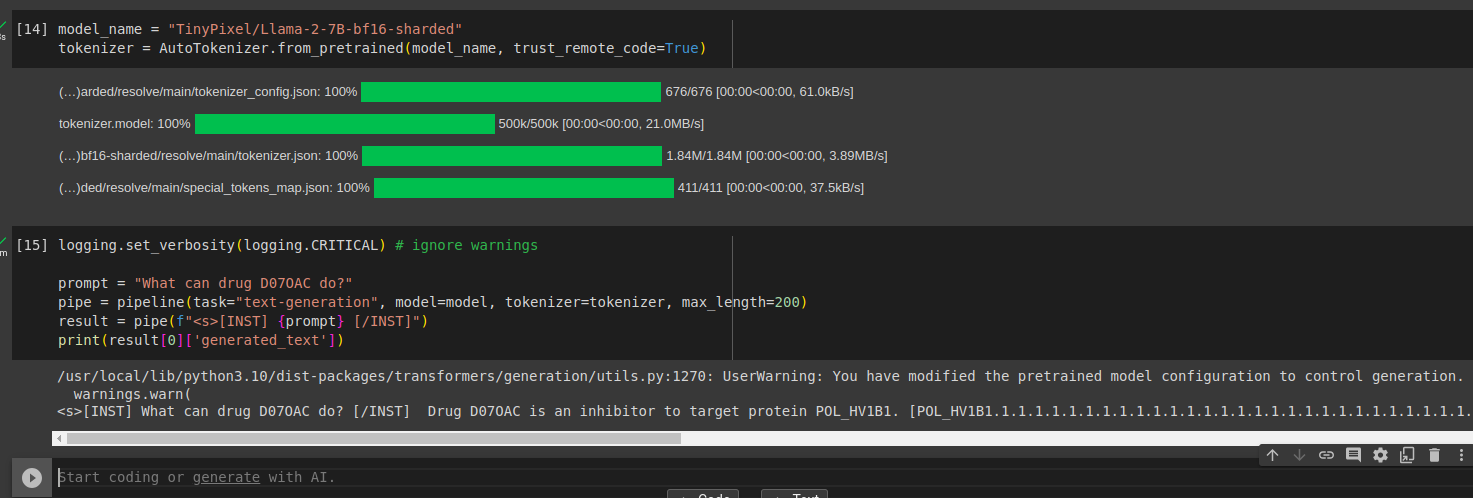 s
[14] model_name = "TinyPixel/Llama-2-7B-bf16-sharded"
tokenizer = AutoTokenizer.from_pretrained(model_name, trust_remote_code=True)
(…)arded/resolve/main/tokenizer_config.json: 100% 676/676 [00:00<00:00, 61.0kB/s]
tokenizer.model: 100% 500k/500k [00:00<00:00, 21.0MB/s]
(…)bf16-sharded/resolve/main/tokenizer.json: 100% 1.84M/1.84M [00:00<00:00, 3.89MB/s]
(…)ded/resolve/main/special_tokens_map.json: 100% 411/411 [00:00<00:00, 37.5kB/s]
m
[15] logging.set_verbosity(logging.CRITICAL) # ignore warnings
prompt = "What can drug D07OAC do?"
pipe = pipeline(task="text-generation", model=model, tokenizer=tokenizer, max_length=200)
result = pipe(f"<s>[INST] {prompt} [/INST]")
print(result[0]['generated_text'])
/usr/local/lib/python3.10/dist-packages/transformers/generation/utils.py:1270: UserWarning: You have modified the pretrained model configuration to control generation.
warnings.warn(
<s>[INST] What can drug D07OAC do? [/INST]  Drug D07OAC is an inhibitor to target protein POL_HV1B1. [POL_HV1B1.1.1.1.1.1.1.1.1.1.1.1.1.1.1.1.1.1.1.1.1.1.1.1.1.1.1.1.1.
Start coding or generate with AI.
Code Text